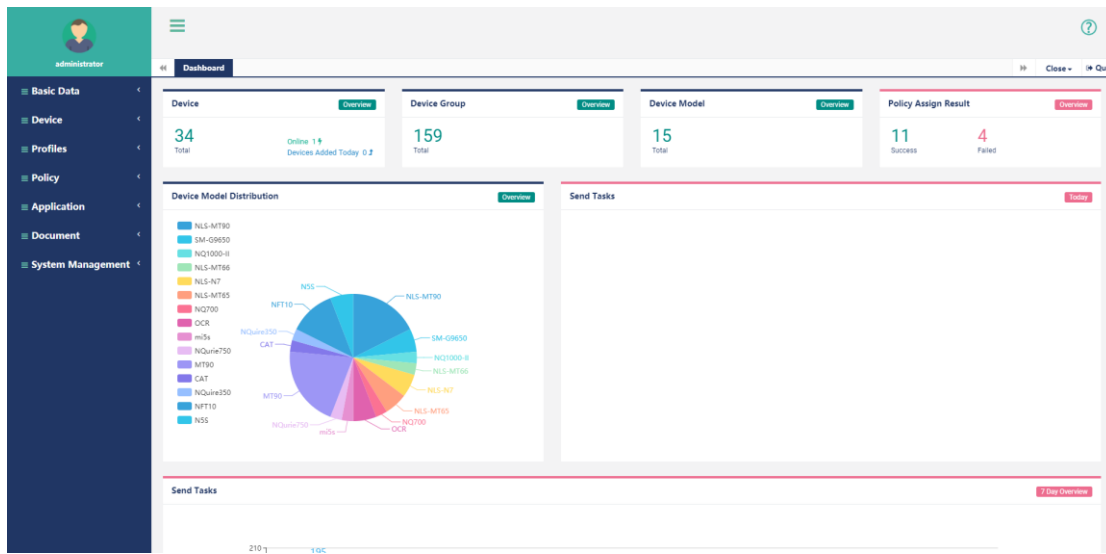 administrator
Dashboard
Close
Qu
Basic Data
Device
Profiles
Policy
Application
Document
System Management
Device Overview
34
Total
Online 1
Devices Added Today 0
Device Group Overview
159
Total
Device Model Overview
15
Total
Policy Assign Result Overview
11
Success
4
Failed
Device Model Distribution Overview
NLS-MT90
SM-G9650
NQ1000-II
NLS-MT66
NLS-N7
NLS-MT65
NQ700
OCR
mi5s
NQurie750
MT90
CAT
NQuire350
NFT10
N5S
N5S
NFT10
NQuire350
CAT
MT90
NQurie750
mi5s
NLS-MT90
SM-G9650
NQ1000-II
NLS-MT66
NLS-N7
NLS-MT65
NQ700
OCR
Send Tasks Today
Send Tasks 7 Day Overview
210
195